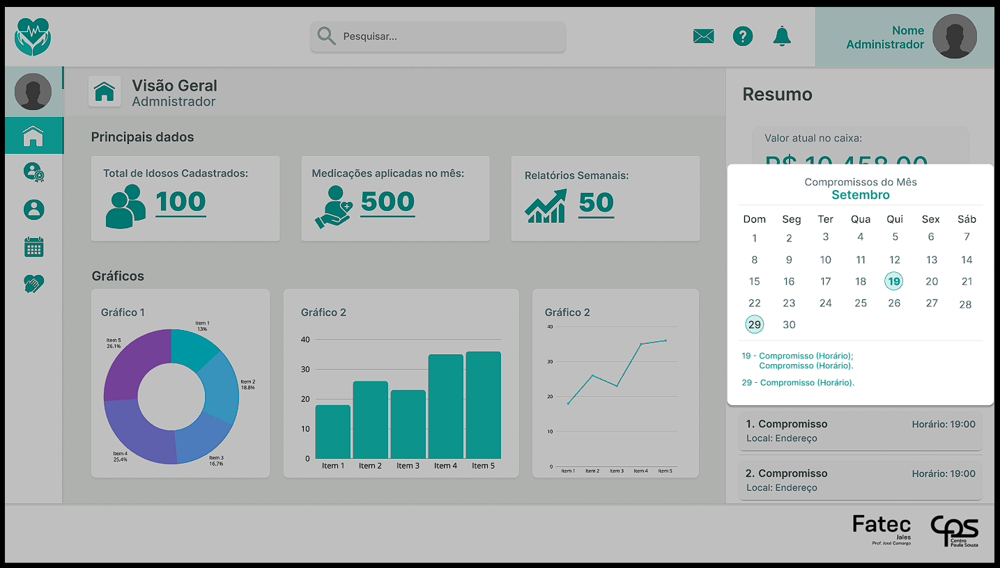 Pesquisar...
?
Nome
Administrador
Visão Geral
Admnistrador
Principais dados
Total de Idosos Cadastrados:
100
Medicações aplicadas no mês:
500
Relatórios Semanais:
50
Gráficos
Gráfico 1
Item 1
13%
Item 2
18.8%
Item 3
16.7%
Item 4
25.4%
Item 5
26.1%
Gráfico 2
40
30
20
10
0
Item 1 Item 2 Item 3 Item 4 Item 5
Gráfico 2
40
30
20
10
0
Item 1 Item 2 Item 3 Item 4 Item 5
Resumo
Valor atual no caixa:
R$ 10.458,00
Compromissos do Mês
Setembro
Dom Seg Ter Qua Qui Sex Sáb
1 2 3 4 5 6 7
8 9 10 11 12 13 14
15 16 17 18 19 20 21
22 23 24 25 26 27 28
29 30
19 - Compromisso (Horário);
Compromisso (Horário).
29 - Compromisso (Horário).
1. Compromisso Horário: 19:00
Local: Endereço
2. Compromisso Horário: 19:00
Local: Endereço
Fatec
Jales
Prof. José Camargo
cps
Centro
Paula Souza